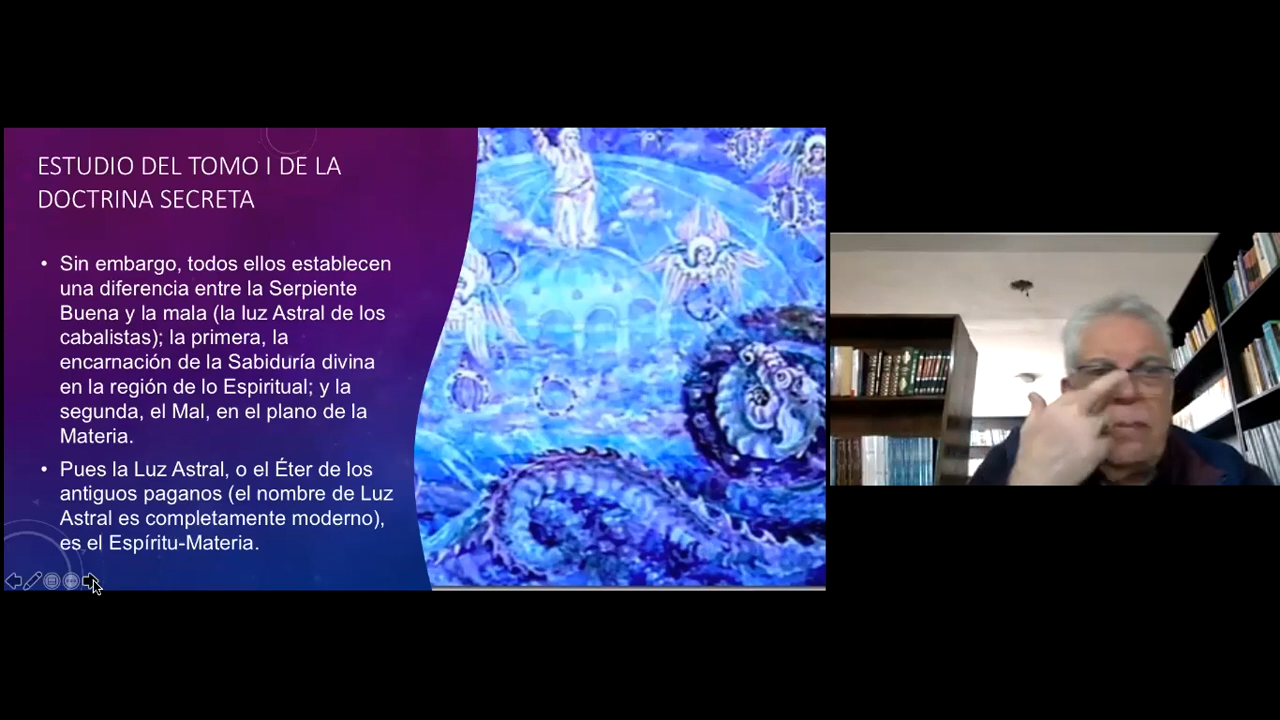 ESTUDIO DEL TOMO I DE LA
DOCTRINA SECRETA
• Sin embargo, todos ellos establecen
una diferencia entre la Serpiente
Buena y la mala (la luz Astral de los
cabalistas); la primera, la
encarnación de la Sabiduría divina
en la región de lo Espiritual; y la
segunda, el Mal, en el plano de la
Materia.
• Pues la Luz Astral, o el Éter de los
antiguos paganos (el nombre de Luz
Astral es completamente moderno),
es el Espíritu-Materia.